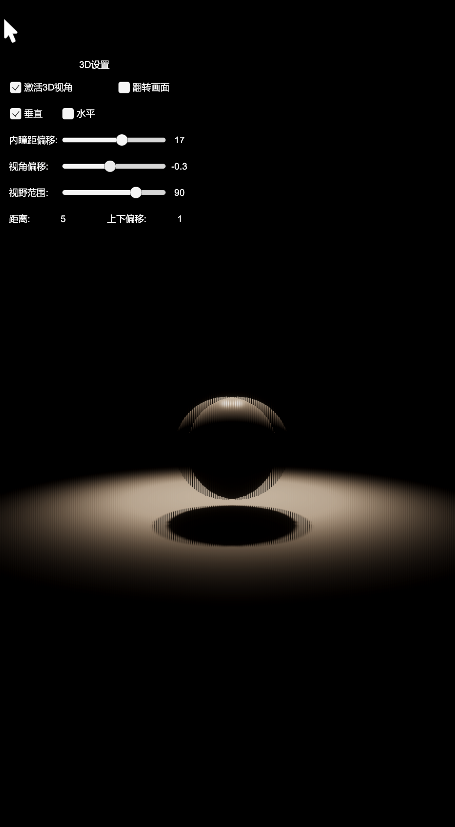 3D设置
激活3D视角 翻转画面
垂直 水平
内瞳距偏移: 17
视角偏移: -0.3
视野范围: 90
距离: 5 上下偏移: 1